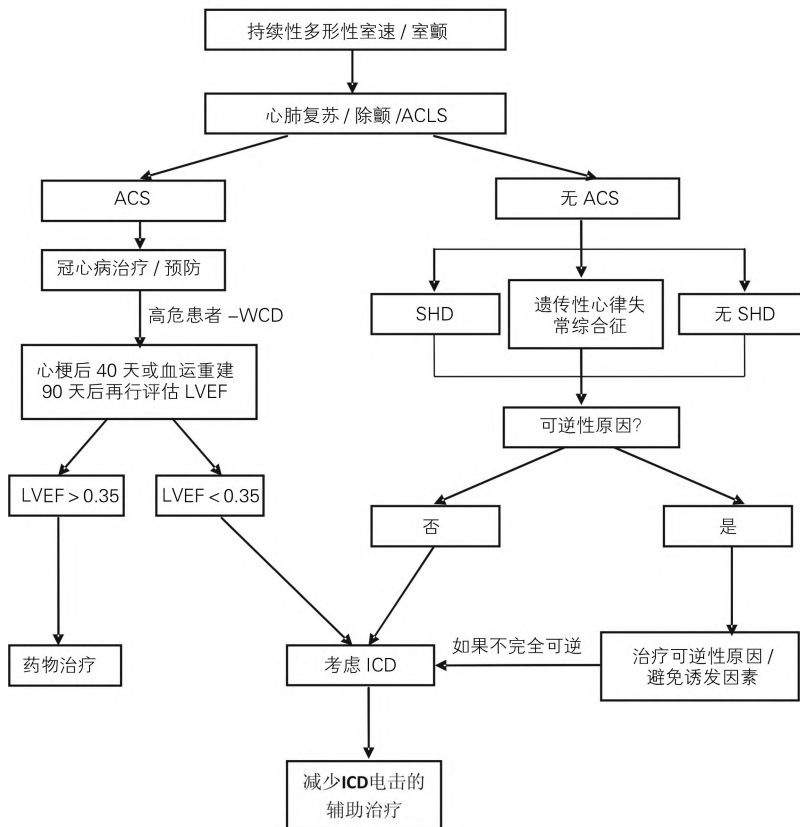 持续性多形性室速 / 室颤
心肺复苏 / 除颤 /ACLS
ACS
无 ACS
冠心病治疗 / 预防
高危患者 –WCD
SHD
遗传性心律失
常综合征
无 SHD
心梗后 40 天或血运重建
90 天后再行评估 LVEF
可逆性原因?
LVEF > 0.35
LVEF < 0.35
否
是
药物治疗
考虑 ICD
如果不完全可逆
治疗可逆性原因 /
避免诱发因素
减少ICD电击的
辅助治疗